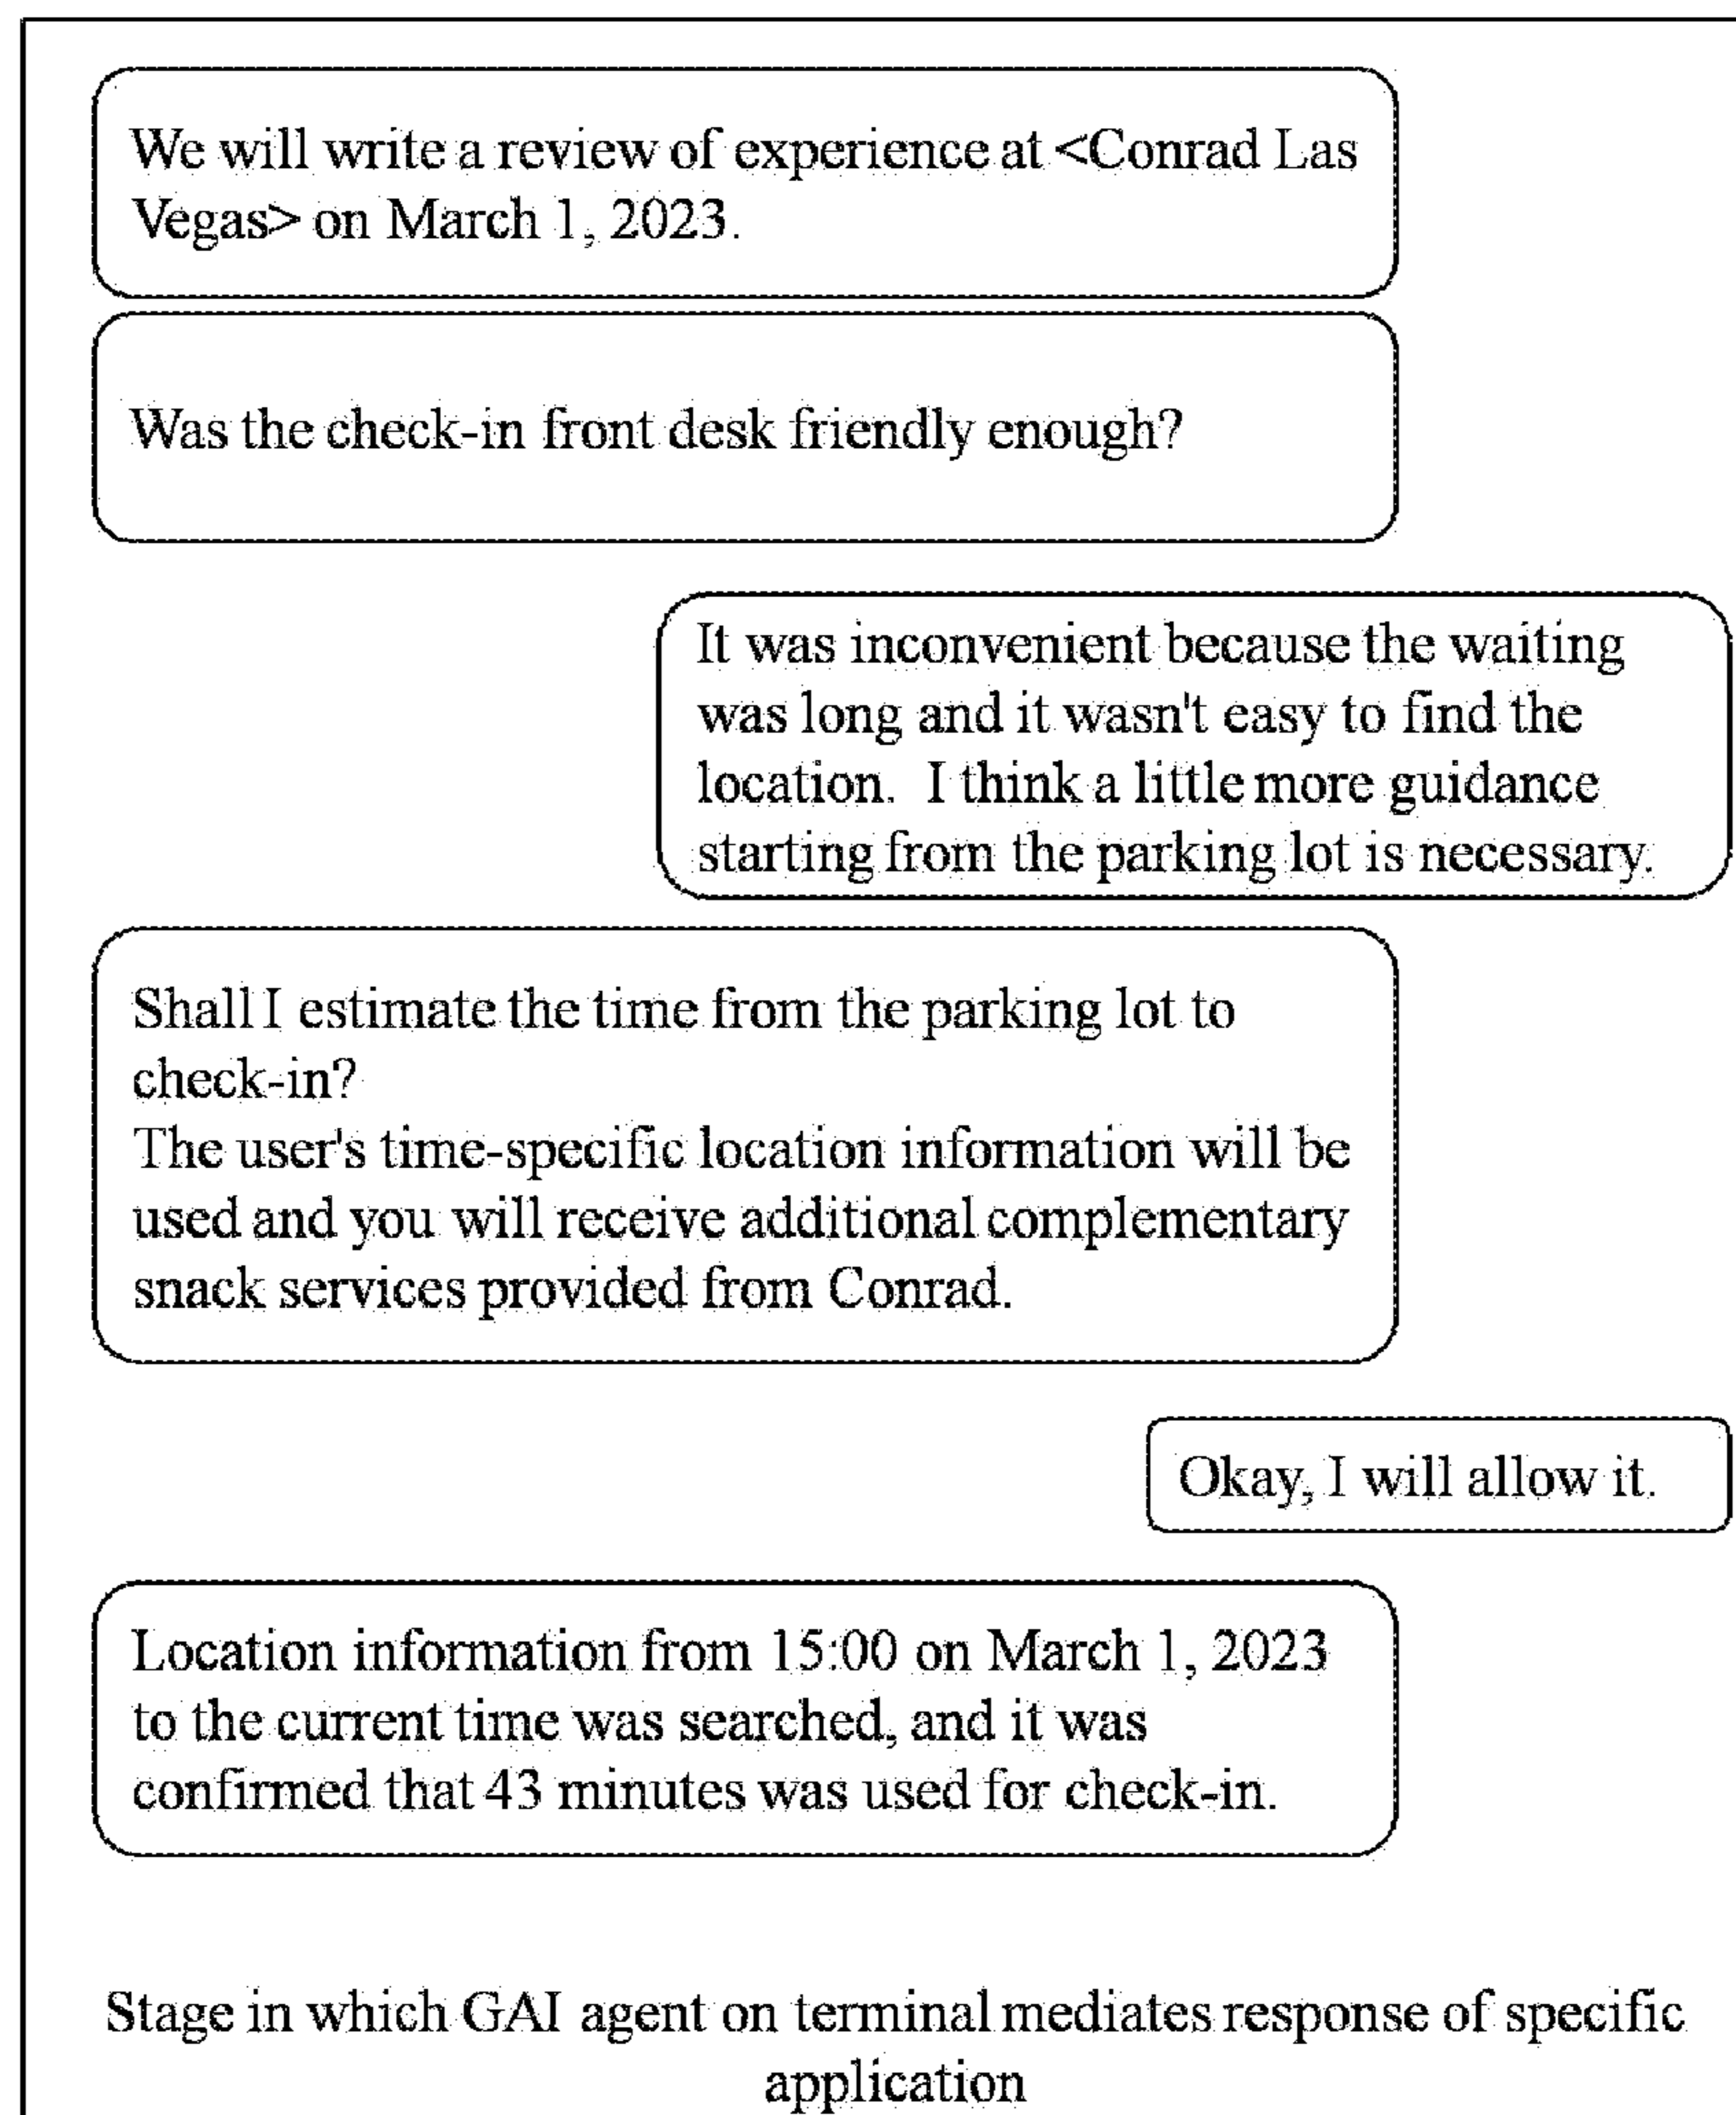 We will write a review of experience at <Conrad Las
Vegas> on March 1, 2023.
Was the check-in front desk friendly enough?
It was inconvenient because the waiting
was long and it wasn't easy to find the
location. I think a little more guidance
starting from the parking lot is necessary.
Shall I estimate the time from the parking lot to
check-in?
The user's time-specific location information will be
used and you will receive additional complementary
snack services provided from Conrad.
Okay, I will allow it.
Location information from 15:00 on March 1, 2023
to the current time was searched, and it was
confirmed that 43 minutes was used for check-in.
Stage in which GAI agent on terminal mediates response of specific
application